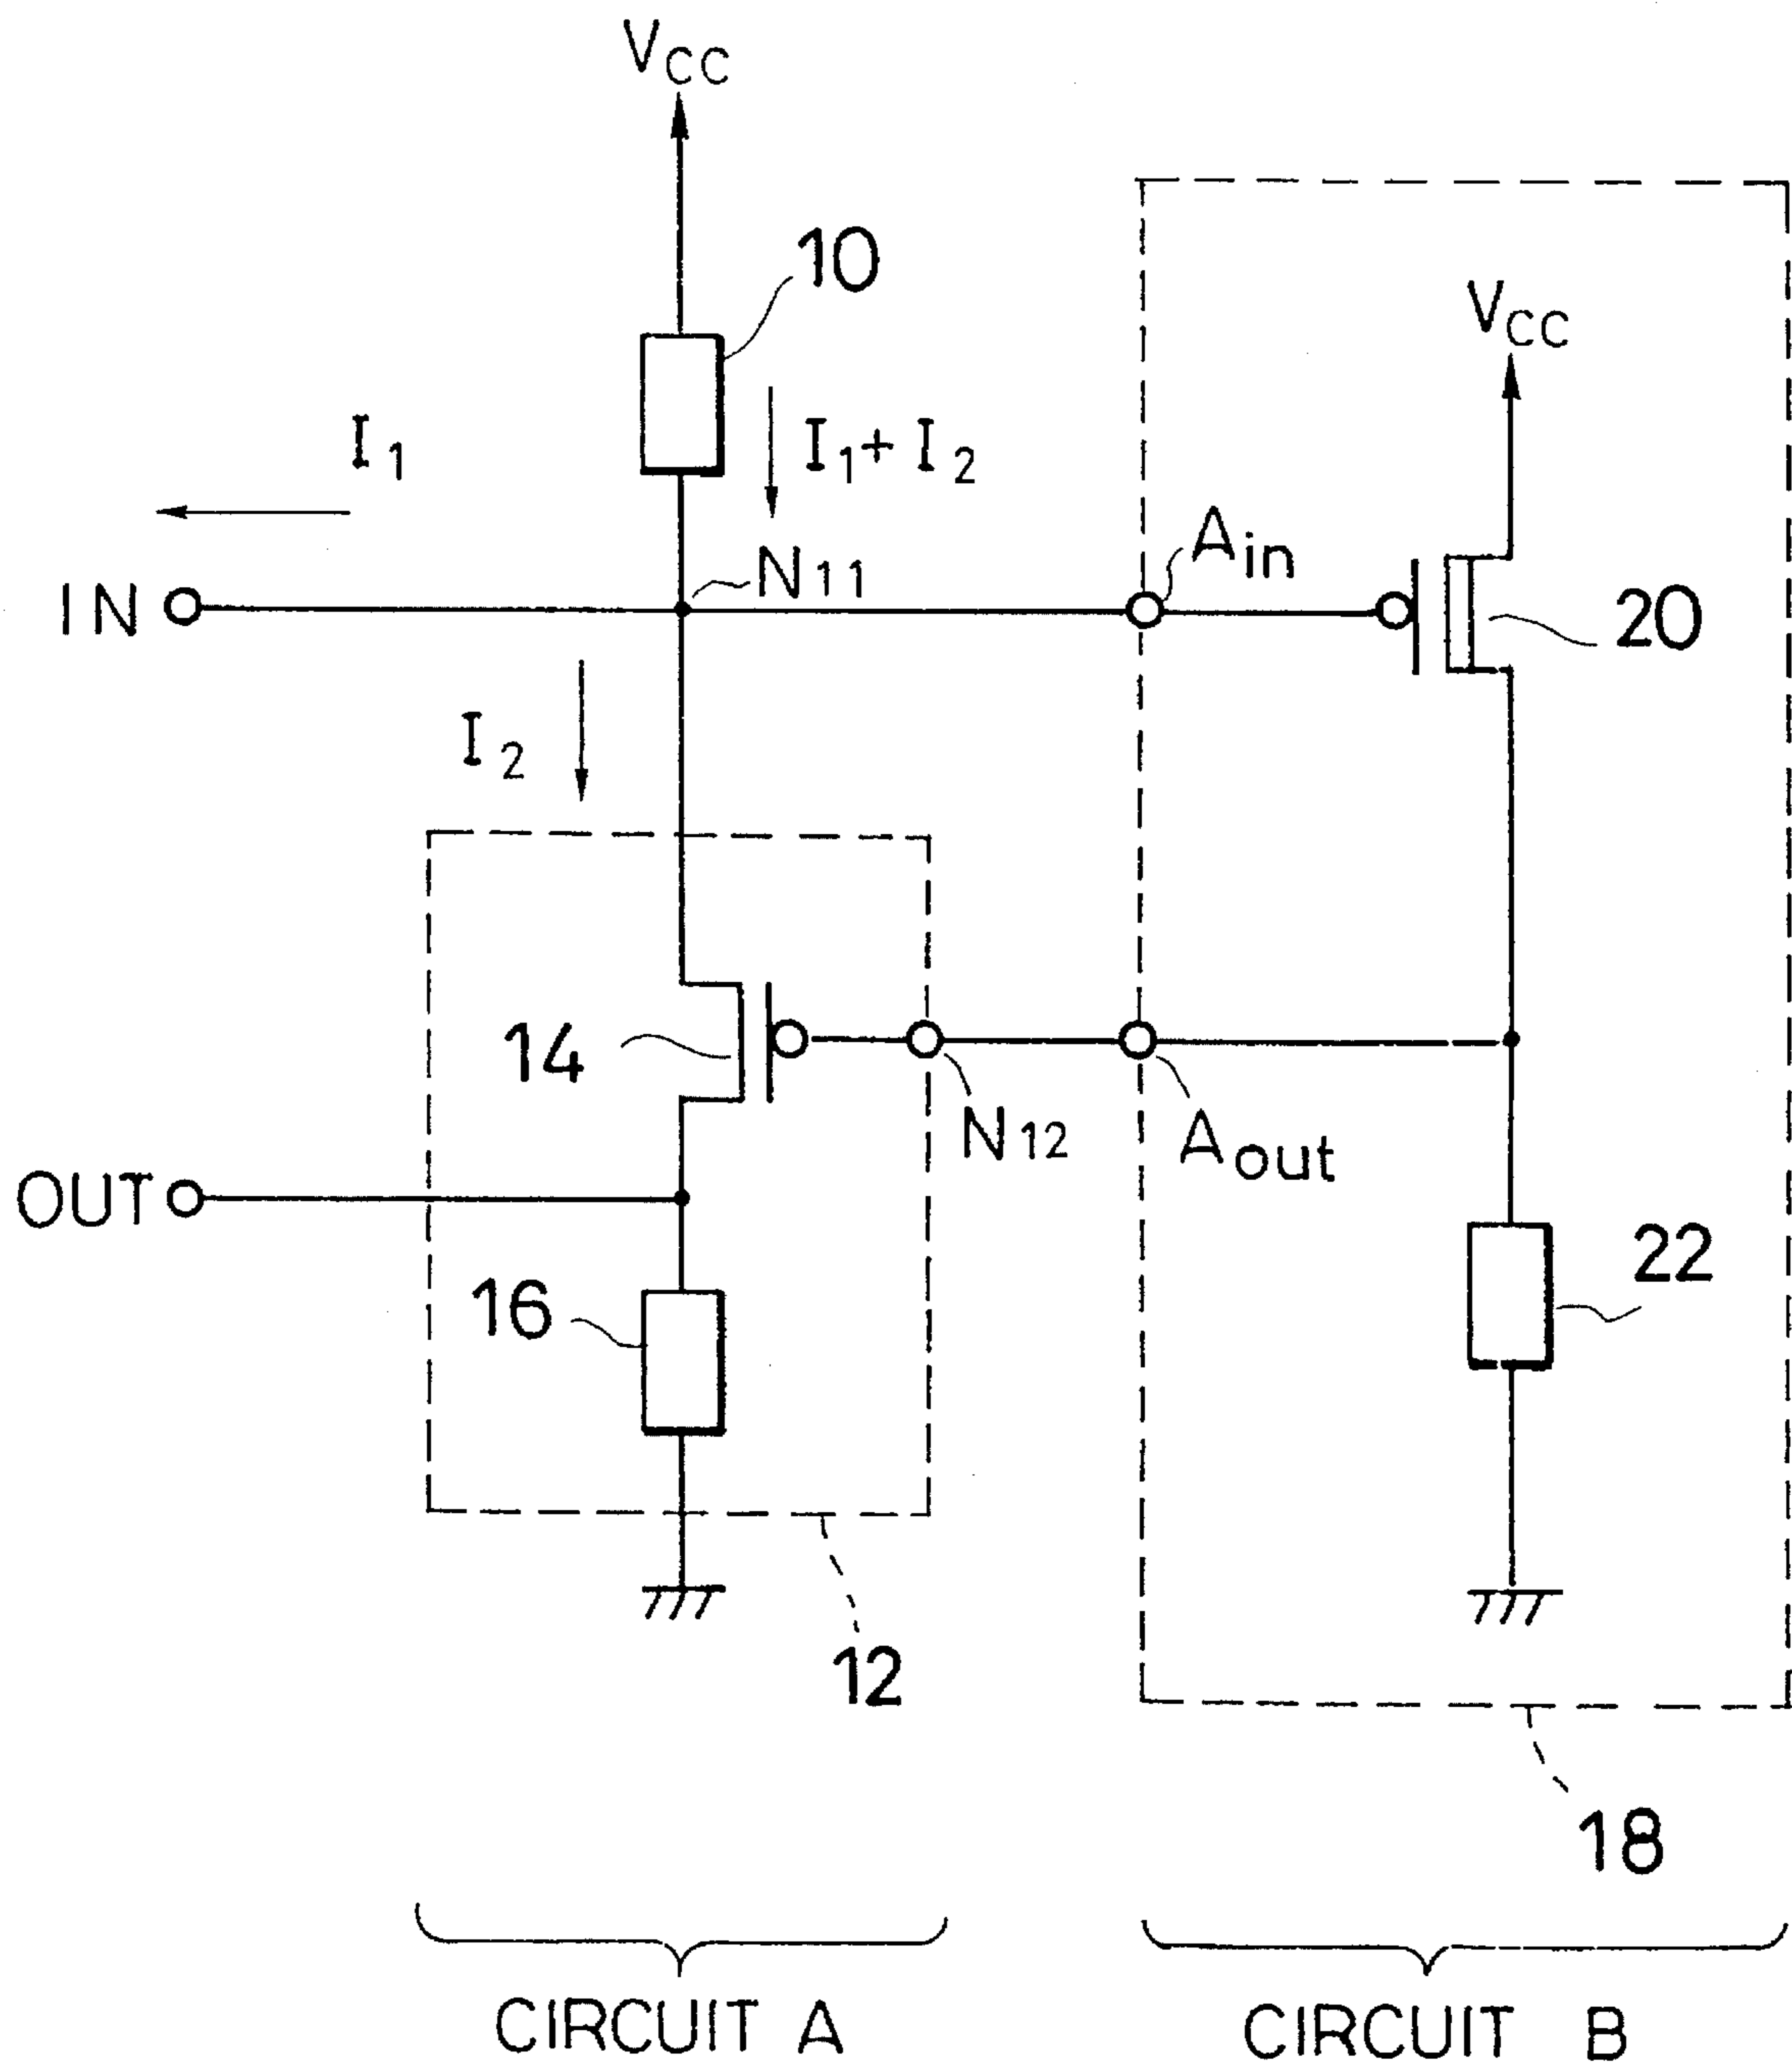 VCC
10
VCC
I1
I1+I2
Ain
N11
IN
20
I2
14
N12
Aout
OUT
16
22
12
18
CIRCUIT A
CIRCUIT B